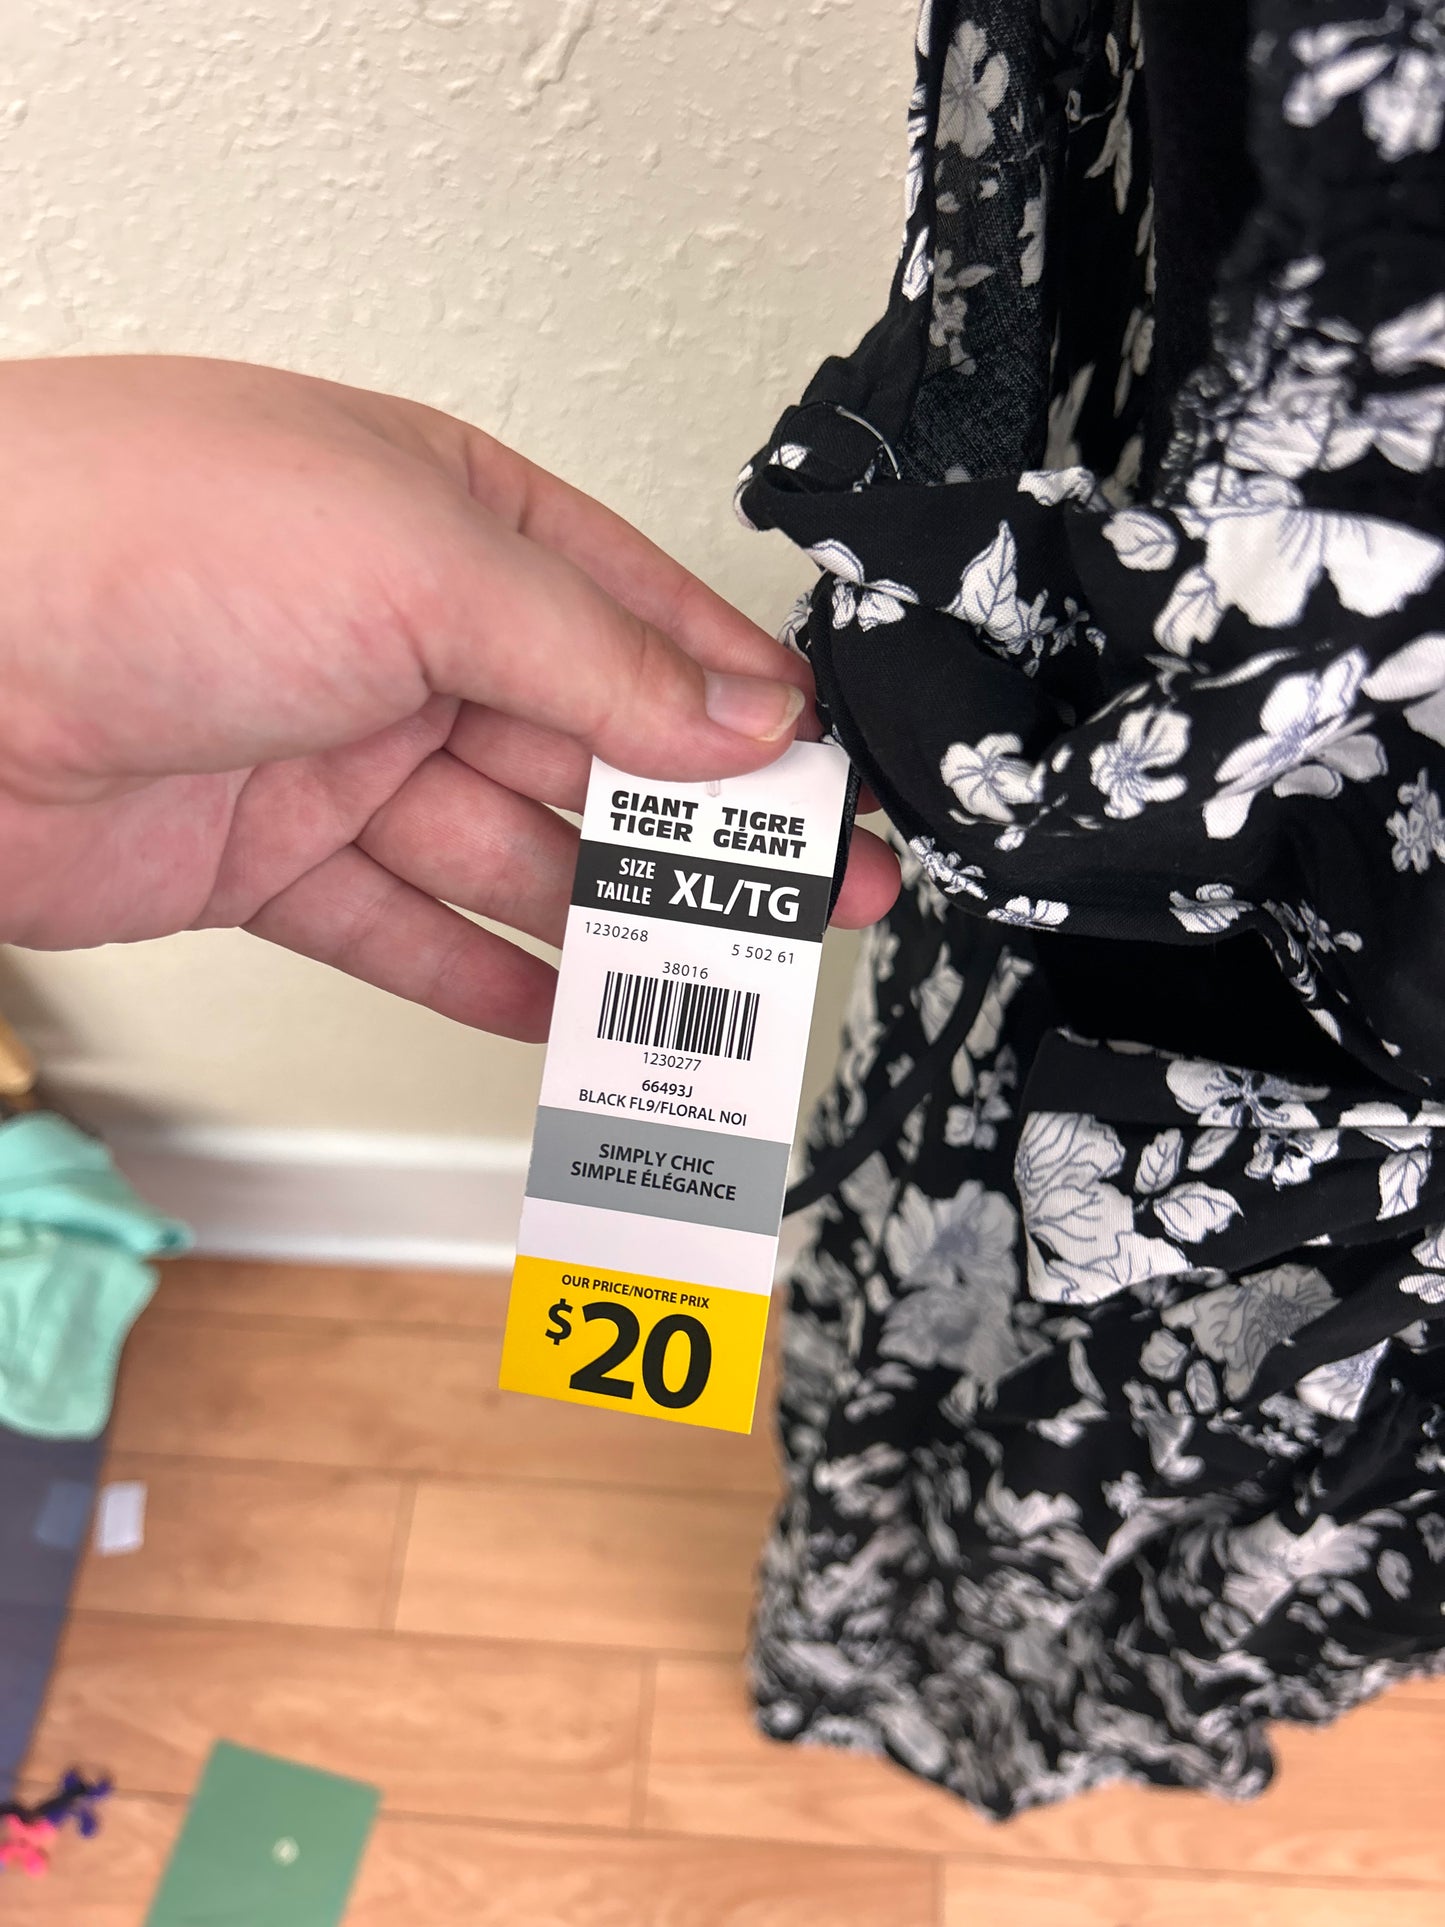 GIANT TIGRE
TIGER GÉANT
SIZE
TAILLE XL/TG
1230268 5 502 61
38016
1230277
66493J
BLACK FL9/FLORAL NOI
SIMPLY CHIC
SIMPLE ÉLÉGANCE
OUR PRICE/NOTRE PRIX
$20